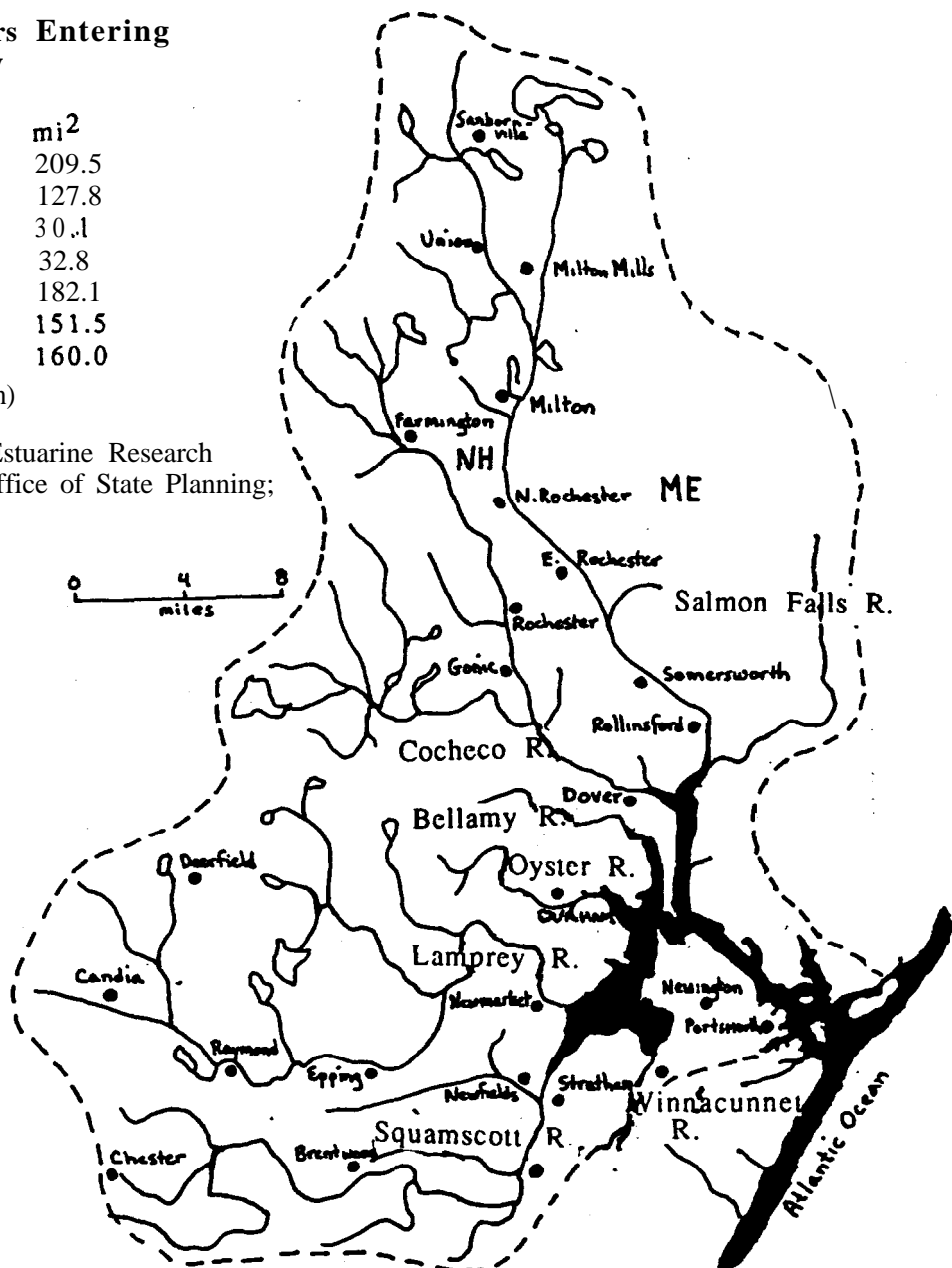 rs Entering
mi2
209.5
127.8
30.1
32.8
182.1
151.5
160.0
n)
Estuarine Research
ffice of State Planning;
0 4 8
miles
Sanborn-
ville
Union
Milton Mills
Milton
Farmington
NH
N. Rochester
ME
E. Rochester
Salmon Falls R.
Rochester
Gonic
Somersworth
Rollinsford
Cocheco R.
Dover
Bellamy R.
Deerfield
Oyster R.
Durham
Lamprey R.
Candia
Newmarket
Newington
Portsmouth
Raymond
Epping
Newfields
Stratham
Winnacunnet
R.
Squamscott R.
Brentwood
Chester
Atlantic Ocean